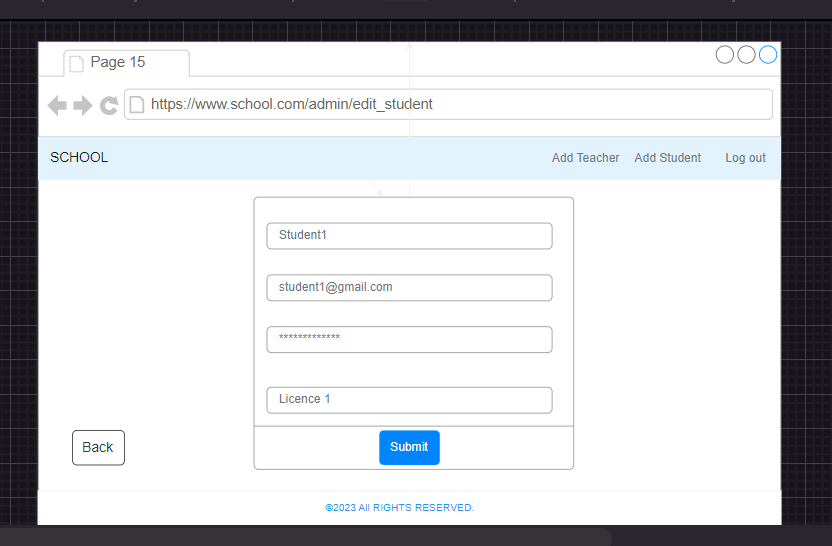 Page 15
https://www.school.com/admin/edit_student
SCHOOL
Add Teacher
Add Student
Log out
Student1
student1@gmail.com
*************
Licence 1
Back
Submit
©2023 All RIGHTS RESERVED.